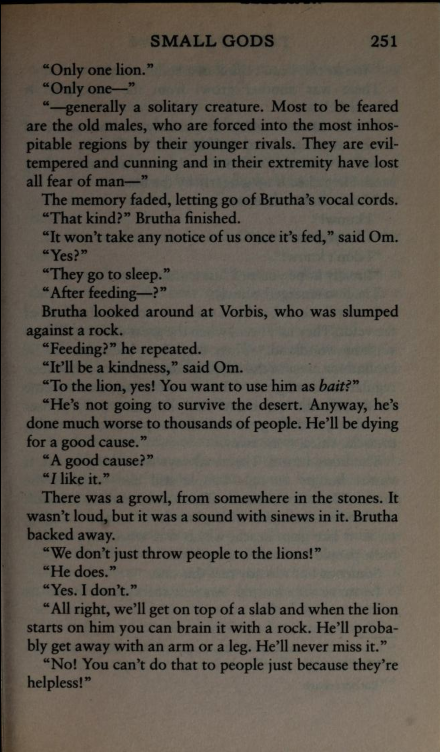 SMALL GODS 251
“Only one lion.”
“Only one—”
“—generally a solitary creature. Most to be feared
are the old males, who are forced into the most inhos-
pitable regions by their younger rivals. They are evil-
tempered and cunning and in their extremity have lost
all fear of man—”
The memory faded, letting go of Brutha’s vocal cords.
“That kind?” Brutha finished.
“It won’t take any notice of us once it’s fed,” said Om.
“Yes?”
“They go to sleep.”
“After feeding—?”
Brutha looked around at Vorbis, who was slumped
against a rock.
“Feeding?” he repeated.
“It’ll be a kindness,” said Om.
“To the lion, yes! You want to use him as bait?”
“He’s not going to survive the desert. Anyway, he’s
done much worse to thousands of people. He’ll be dying
for a good cause.”
“A good cause?”
“I like it.”
There was a growl, from somewhere in the stones. It
wasn’t loud, but it was a sound with sinews in it. Brutha
backed away.
“We don’t just throw people to the lions!”
“He does.”
“Yes. I don’t.”
“All right, we’ll get on top of a slab and when the lion
starts on him you can brain it with a rock. He’ll proba-
bly get away with an arm or a leg. He’ll never miss it.”
“No! You can’t do that to people just because they’re
helpless!”